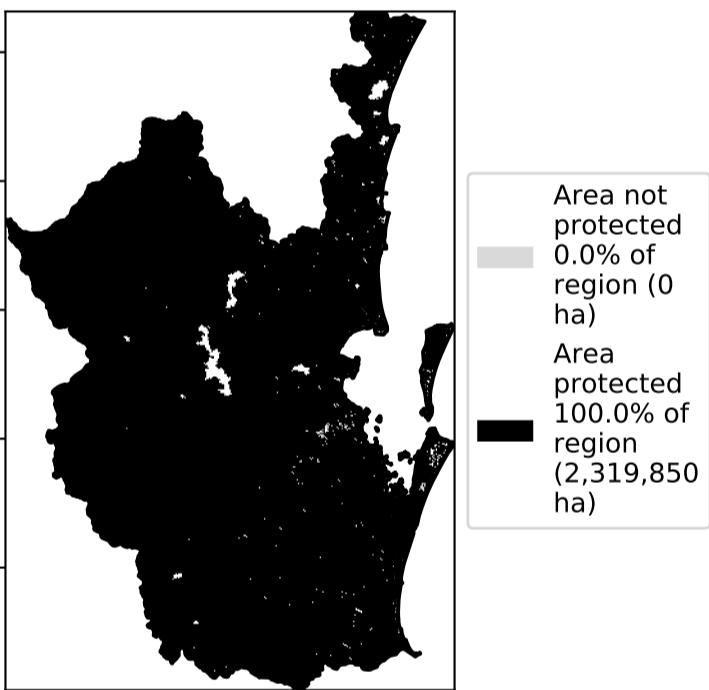 Area not
protected
0.0% of
region (0
ha)
Area
protected
100.0% of
region
(2,319,850
ha)